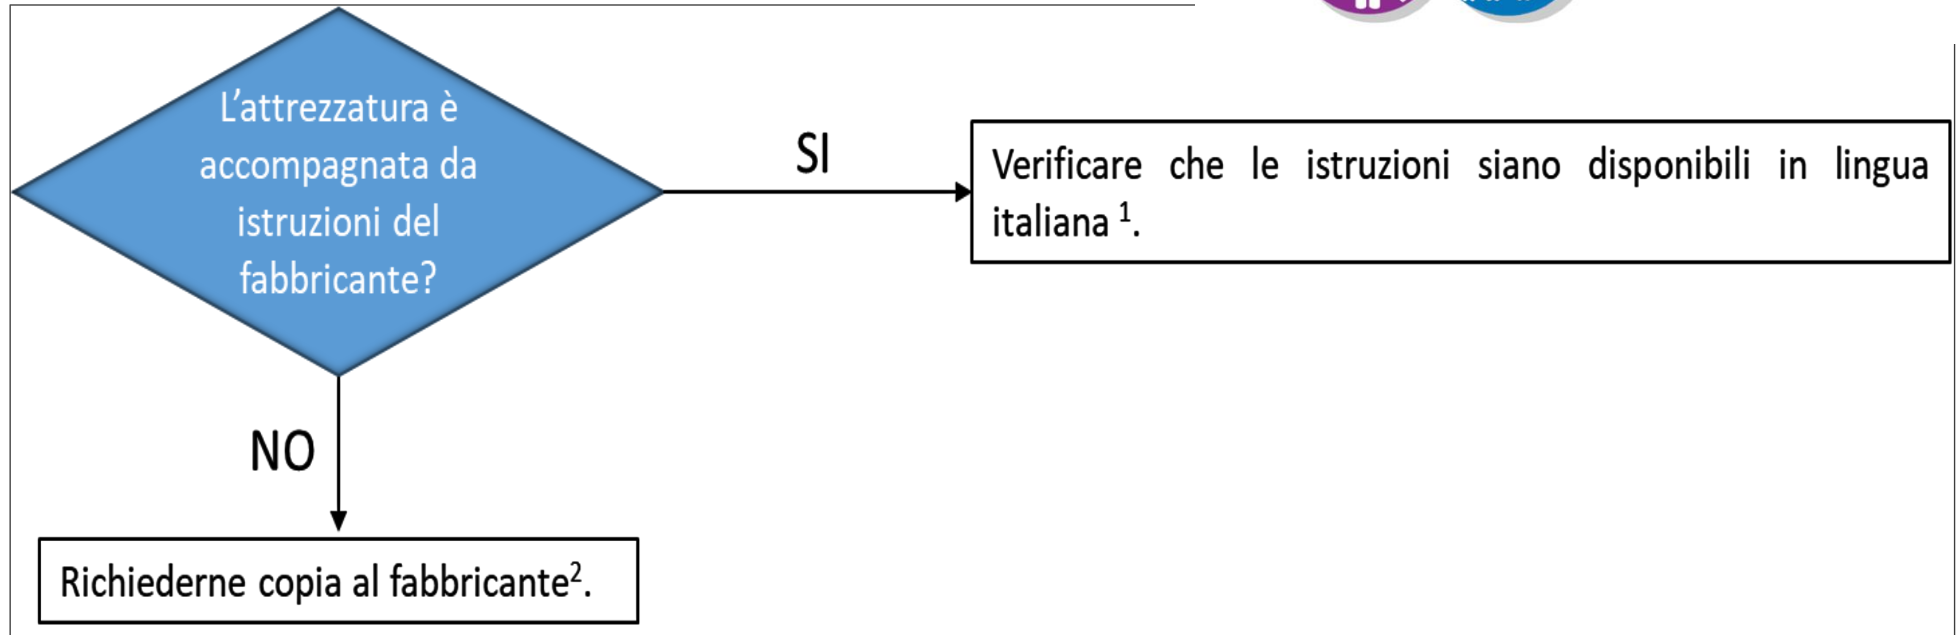 L'attrezzatura è
accompagnata da
istruzioni del
fabbricante?
SI
Verificare che le istruzioni siano disponibili in lingua
italiana ¹.
NO
Richiederne copia al fabbricante².